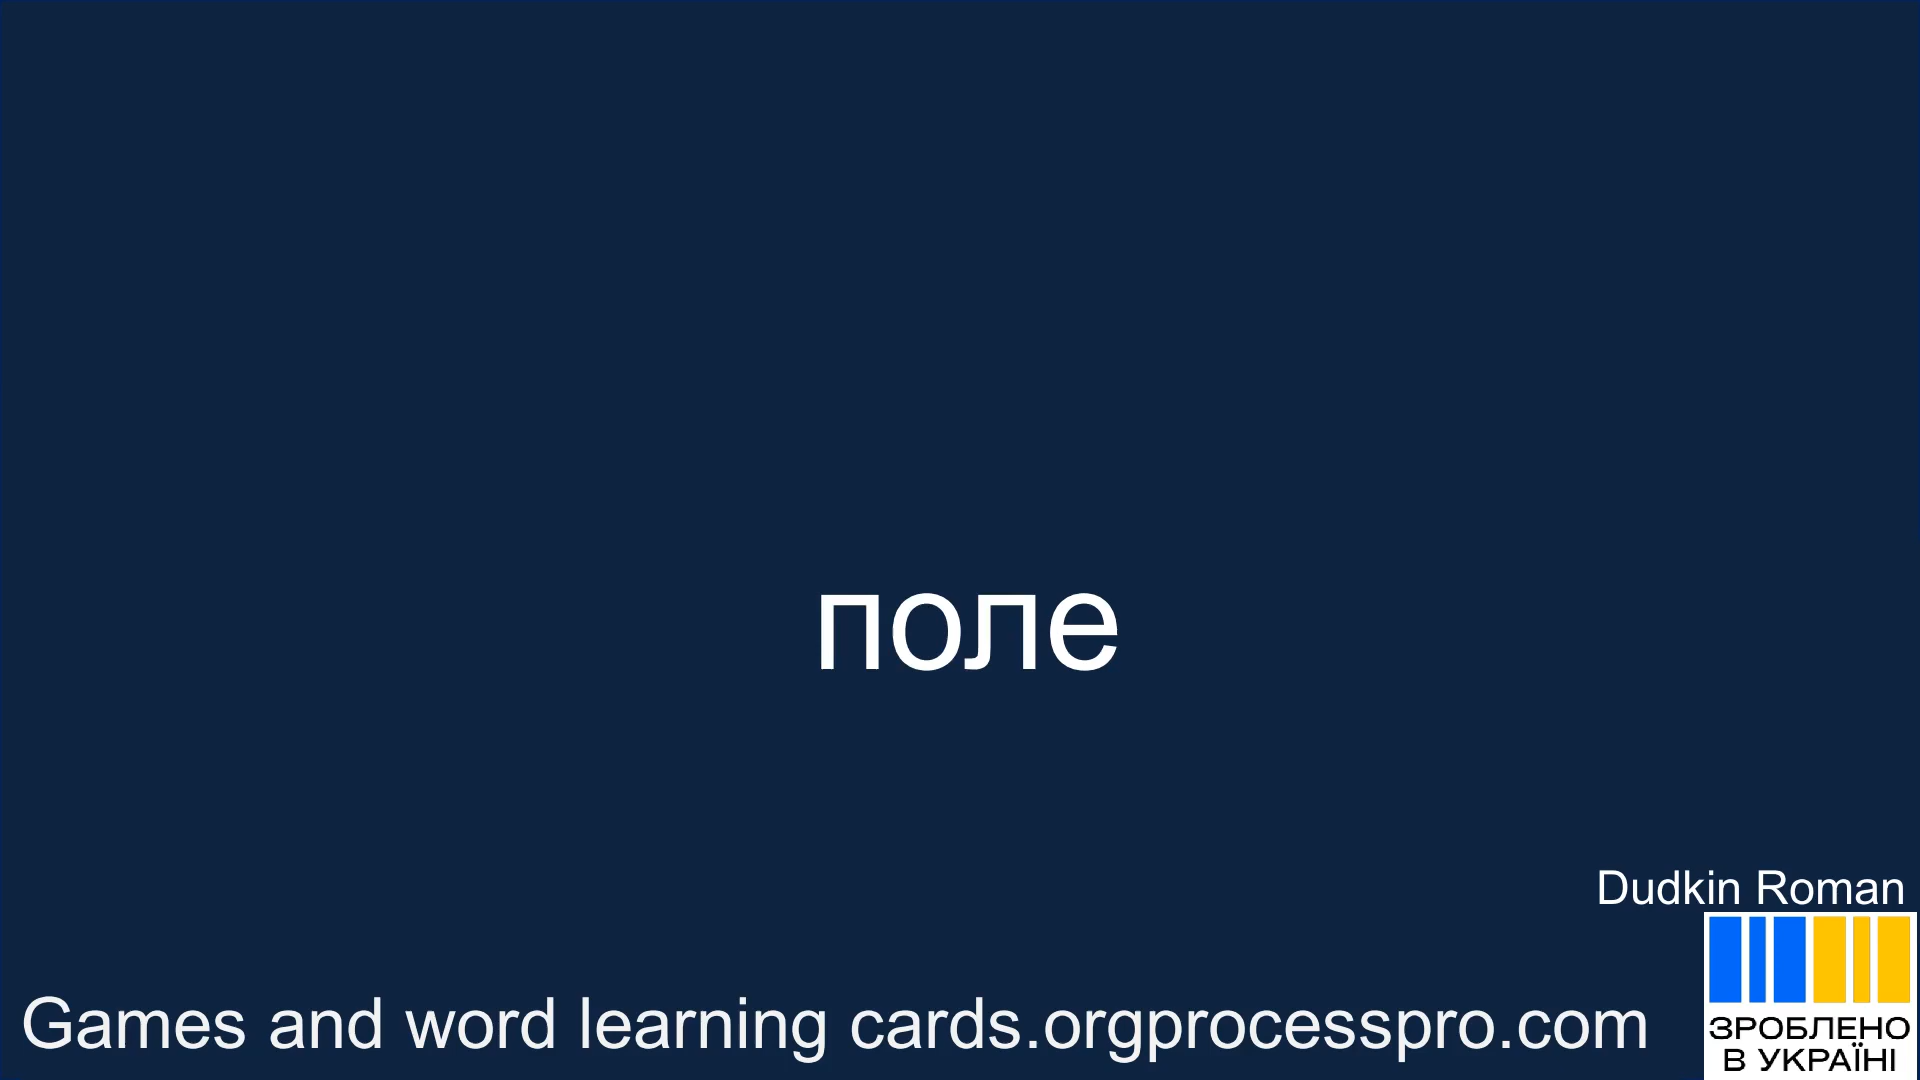 поле
Dudkin Roman
Games and word learning cards.orgprocesspro.com
ЗРОБЛЕНО
В УКРАЇНІ